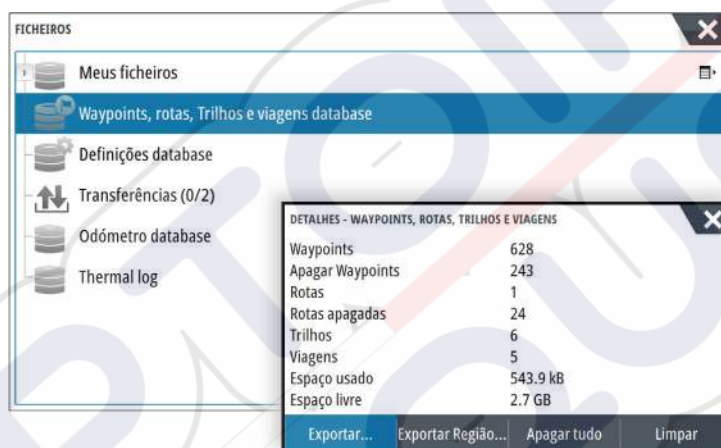 FICHEIROS
Meus ficheiros
Waypoints, rotas, Trilhos e viagens database
Definições database
Transferências (0/2)
Odómetro database
Thermal log
DETALHES - WAYPOINTS, ROTAS, TRILHOS E VIAGENS
Waypoints 628
Apagar Waypoints 243
Rotas 1
Rotas apagadas 24
Trilhos 6
Viagens 5
Espaço usado 543.9 kB
Espaço livre 2.7 GB
Exportar... Exportar Região... Apagar tudo Limpar